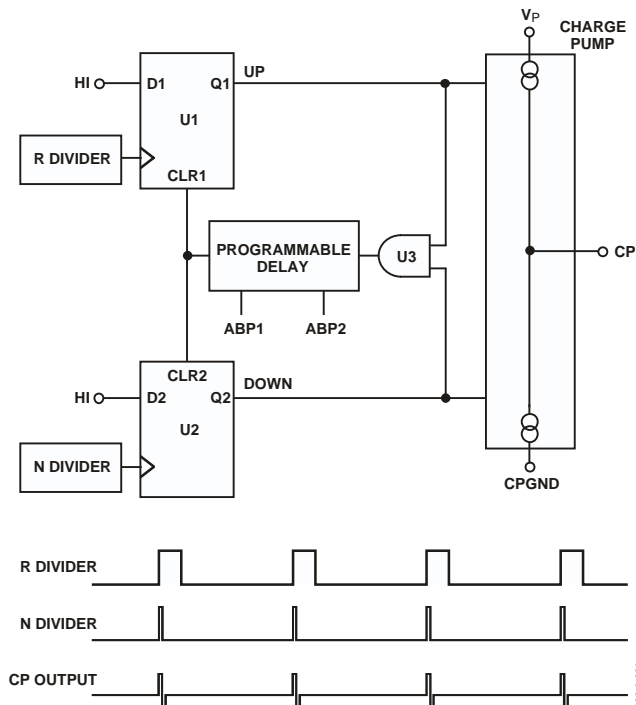 VP
CHARGE
PUMP
HI
D1
Q1
UP
U1
R DIVIDER
CLR1
PROGRAMMABLE
DELAY
U3
CP
ABP1
ABP2
CLR2
DOWN
HI
D2
Q2
U2
N DIVIDER
CPGND
R DIVIDER
N DIVIDER
CP OUTPUT